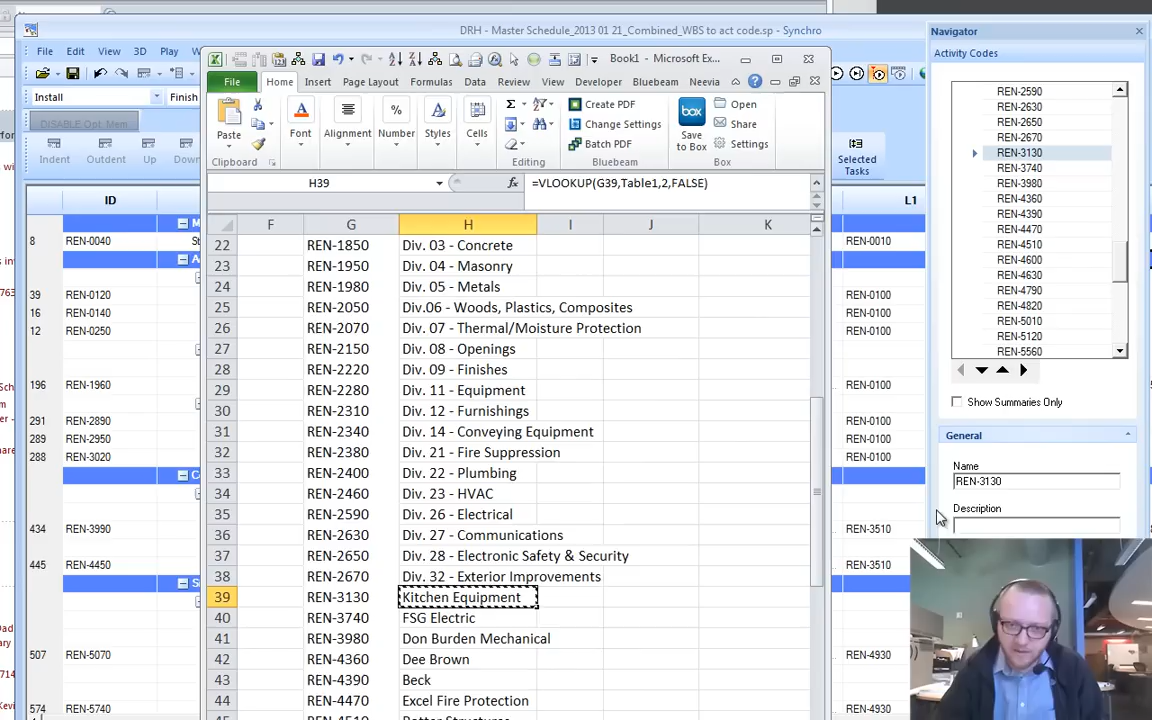 DRH - Master Schedule_2013 01 21_Combined_WBS to act code.sp - Synchro
File Edit View 3D Play
Install Finish
DISABLE Opt. Mem
Indent Outdent Up
ID
8 REN-0040
39 REN-0120
16 REN-0140
12 REN-0250
196 REN-1960
291 REN-2890
289 REN-2950
288 REN-3020
434 REN-3990
445 REN-4450
507 REN-5070
574 REN-5740
Book1 - Microsoft Ex...
File Home Insert Page Layout Formulas Data Review View Developer Bluebeam Neevia
Paste Font Alignment Number Styles Cells
Clipboard Editing
Create PDF
Change Settings
Batch PDF
Bluebeam
Save to Box
Open
Share
Settings
Box
H39 fx =VLOOKUP(G39,Table1,2,FALSE)
F G H I J K
22 REN-1850 Div. 03 - Concrete
23 REN-1950 Div. 04 - Masonry
24 REN-1980 Div. 05 - Metals
25 REN-2050 Div.06 - Woods, Plastics, Composites
26 REN-2070 Div. 07 - Thermal/Moisture Protection
27 REN-2150 Div. 08 - Openings
28 REN-2220 Div. 09 - Finishes
29 REN-2280 Div. 11 - Equipment
30 REN-2310 Div. 12 - Furnishings
31 REN-2340 Div. 14 - Conveying Equipment
32 REN-2380 Div. 21 - Fire Suppression
33 REN-2400 Div. 22 - Plumbing
34 REN-2460 Div. 23 - HVAC
35 REN-2590 Div. 26 - Electrical
36 REN-2630 Div. 27 - Communications
37 REN-2650 Div. 28 - Electronic Safety & Security
38 REN-2670 Div. 32 - Exterior Improvements
39 REN-3130 Kitchen Equipment
40 REN-3740 FSG Electric
41 REN-3980 Don Burden Mechanical
42 REN-4360 Dee Brown
43 REN-4390 Beck
44 REN-4470 Excel Fire Protection
Selected Tasks
L1
REN-0010
REN-0100
REN-0100
REN-0100
REN-0100
REN-0100
REN-0100
REN-0100
REN-3510
REN-3510
REN-4930
REN-4930
Navigator
Activity Codes
REN-2590
REN-2630
REN-2650
REN-2670
REN-3130
REN-3740
REN-3980
REN-4360
REN-4390
REN-4470
REN-4510
REN-4600
REN-4630
REN-4790
REN-4820
REN-5010
REN-5120
REN-5560
Show Summaries Only
General
Name
REN-3130
Description